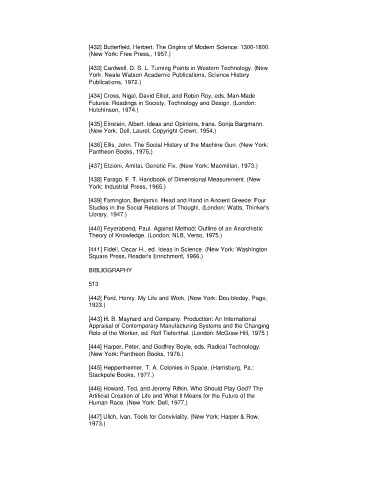 [432] Butterfield, Herbert. The Origins of Modern Science: 1300-1800.
(New York: Free Press,, 1957.)
[433] Cardwell, D. S. L. Turning Points in Western Technology. (New
York: Neale Watson Academic Publications, Science History
Publications, 1972.)
[434] Cross, Nigel, David Elliot, and Robin Roy, eds. Man-Made
Futures: Readings in Society, Technology and Design. (London:
Hutchinson, 1974.)
[435] Einstein, Albert. Ideas and Opinions, trans. Sonja Bargmann.
(New York: Dell, Laurel, Copyright Crown, 1954.)
[436] Ellis, John. The Social History of the Machine Gun. (New York:
Pantheon Books, 1975.)
[437] Etzioni, Amitai. Genetic Fix. (New York: Macmillan, 1973.)
[438] Farago, F. T. Handbook of Dimensional Measurement. (New
York: Industrial Press, 1965.)
[439] Farrington, Benjamin. Head and Hand in Ancient Greece: Four
Studies in the Social Relations of Thought. (London: Watts, Thinker's
Library, 1947.)
[440] Feyerabend, Paul. Against Method: Outline of an Anarchistic
Theory of Knowledge. (London: NLB, Verso, 1975.)
[441] Fidell, Oscar H., ed. Ideas in Science. (New York: Washington
Square Press, Reader's Enrichment, 1966.)
BIBLIOGRAPHY
513
[442] Ford, Henry. My Life and Work. (New York: Dou-bleday, Page,
1923.)
[443] H. B. Maynard and Company. Production: An International
Appraisal of Contemporary Manufacturing Systems and the Changing
Role of the Worker, ed. Rolf Tiefenthal. (London: McGraw-Hill, 1975.)
[444] Harper, Peter, and Godfrey Boyle, eds. Radical Technology.
(New York: Pantheon Books, 1976.)
[445] Heppenheimer, T. A. Colonies in Space. (Harrisburg, Pa.:
Stackpole Books, 1977.)
[446] Howard, Ted, and Jeremy Rifkin. Who Should Play God? The
Artificial Creation of Life and What It Means for the Future of the
Human Race. (New York: Dell, 1977.)
[447] Illich, Ivan. Tools for Conviviality. (New York: Harper & Row,
1973.)